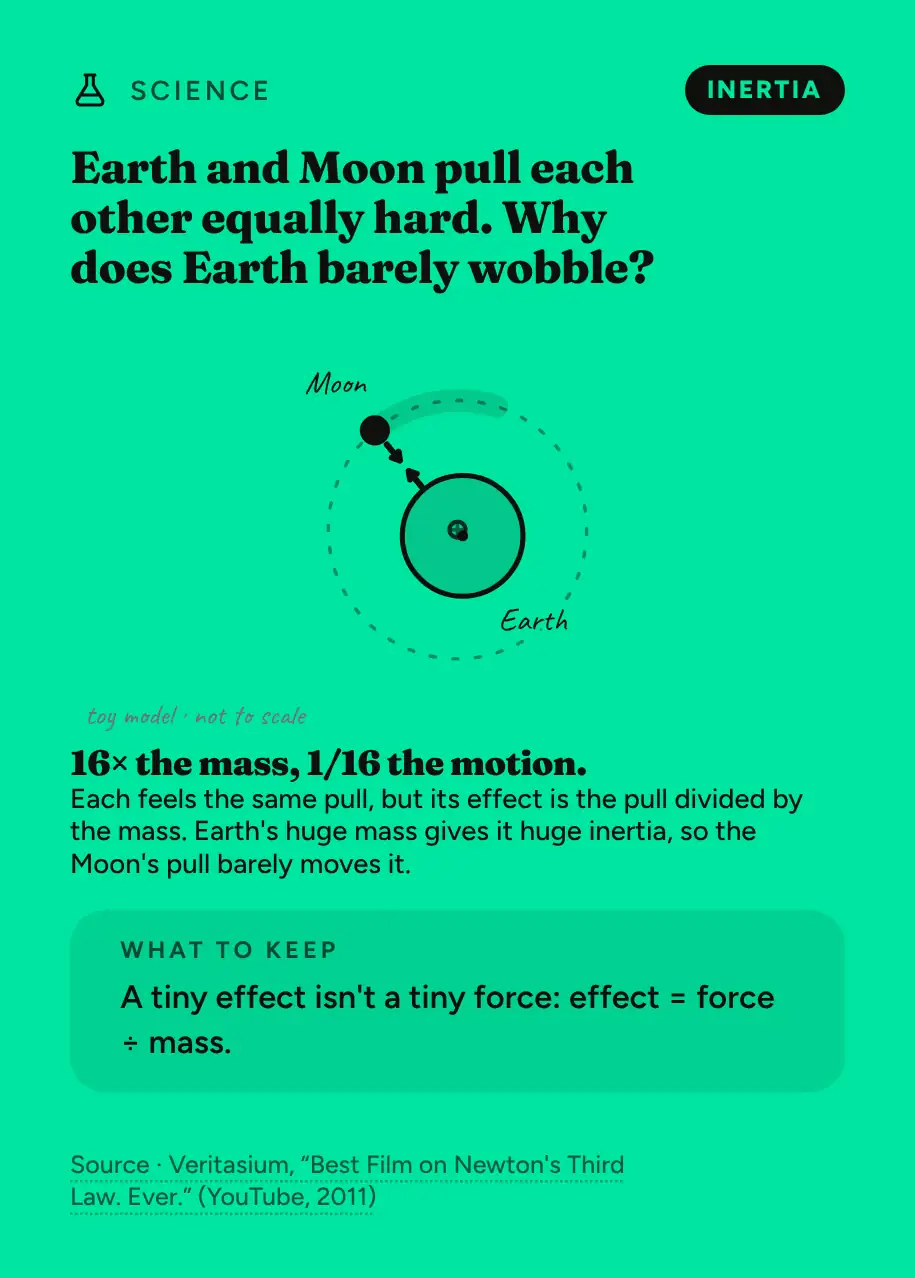 SCIENCE
INERTIA
Earth and Moon pull each
other equally hard. Why
does Earth barely wobble?
Moon
Earth
toy model · not to scale
16× the mass, 1/16 the motion.
Each feels the same pull, but its effect is the pull divided by
the mass. Earth's huge mass gives it huge inertia, so the
Moon's pull barely moves it.
WHAT TO KEEP
A tiny effect isn't a tiny force: effect = force
÷ mass.
Source · Veritasium, “Best Film on Newton's Third
Law. Ever.” (YouTube, 2011)